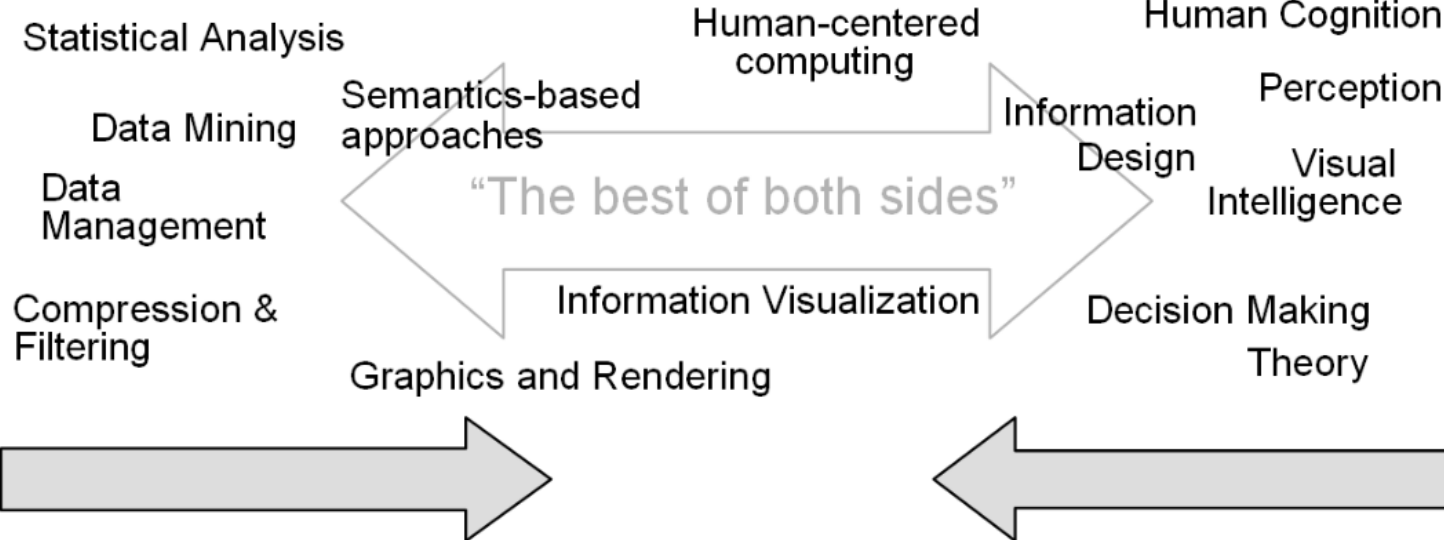 Statistical Analysis
Human-centered
computing
Human Cognition
Semantics-based
approaches
Data Mining
Information
Design
Perception
Data
Management
“The best of both sides”
Visual
Intelligence
Compression &
Filtering
Information Visualization
Decision Making
Theory
Graphics and Rendering